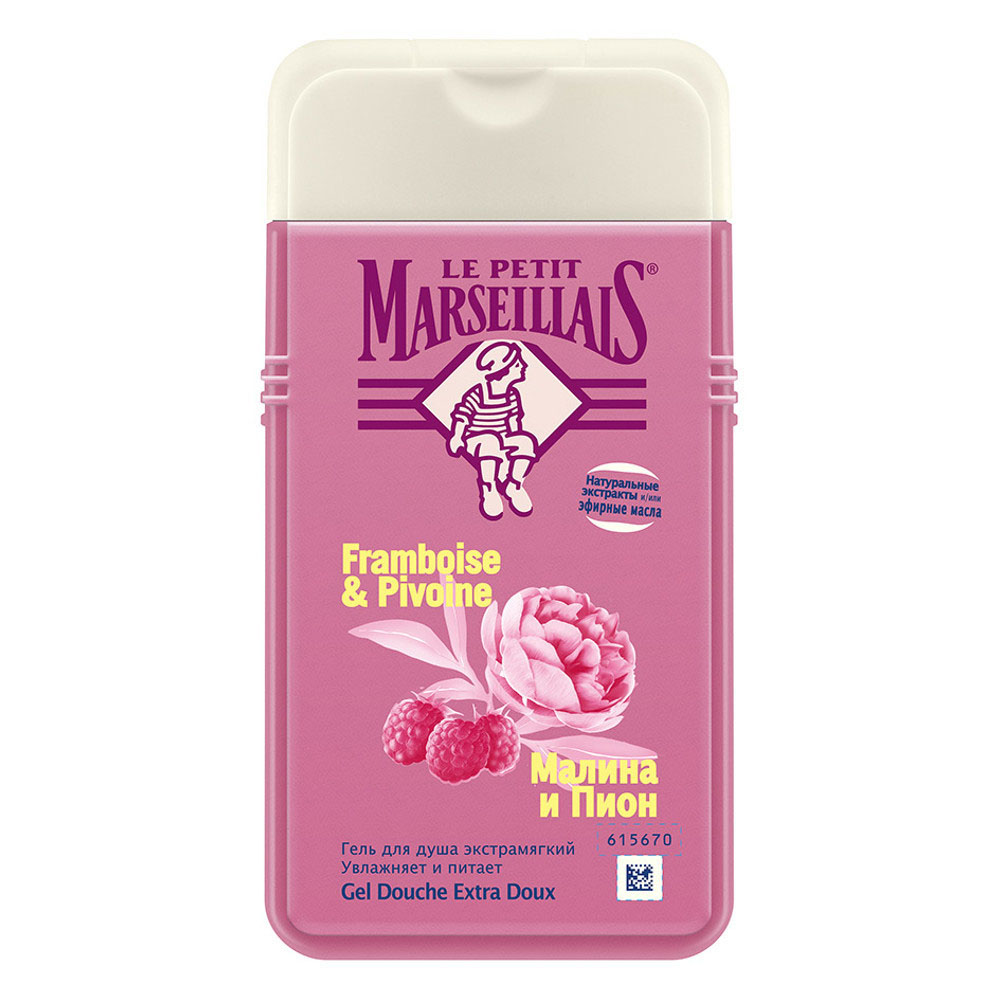 LE PETIT
MARSEILLAIS®
Натуральные
экстракты и/или
эфирные масла
Framboise
& Pivoine
Малина
и Пион
615670
Гель для душа экстрамягкий
Увлажняет и питает
Gel Douche Extra Doux